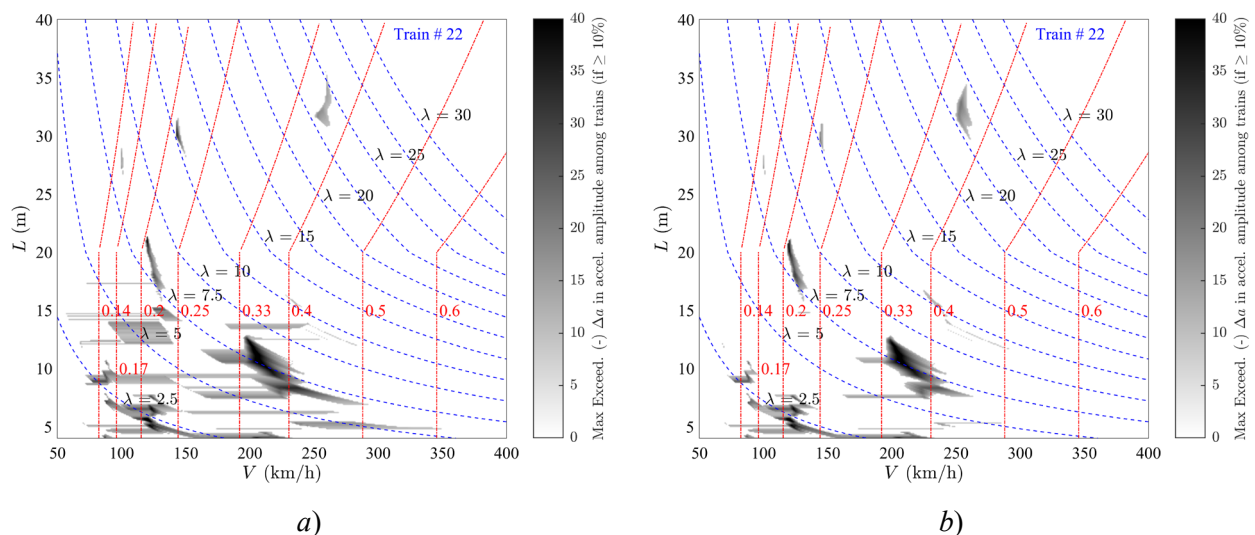 40
35
30
25
20
15
10
5
L (m)
50 100 150 200 250 300 350 400
V (km/h)
Train # 22
λ = 30
λ = 25
λ = 20
λ = 15
λ = 10
λ = 7.5
λ = 5
λ = 2.5
0.14 0.2 0.25 0.33 0.4 0.5 0.6
0.17
40
35
30
25
20
15
10
5
0
Max Exceed. (-) Δa in accel. amplitude among trains (if ≥ 10%)
a)
40
35
30
25
20
15
10
5
L (m)
50 100 150 200 250 300 350 400
V (km/h)
Train # 22
λ = 30
λ = 25
λ = 20
λ = 15
λ = 10
λ = 7.5
λ = 5
λ = 2.5
0.14 0.2 0.25 0.33 0.4 0.5 0.6
0.17
40
35
30
25
20
15
10
5
0
Max Exceed. (-) Δa in accel. amplitude among trains (if ≥ 10%)
b)